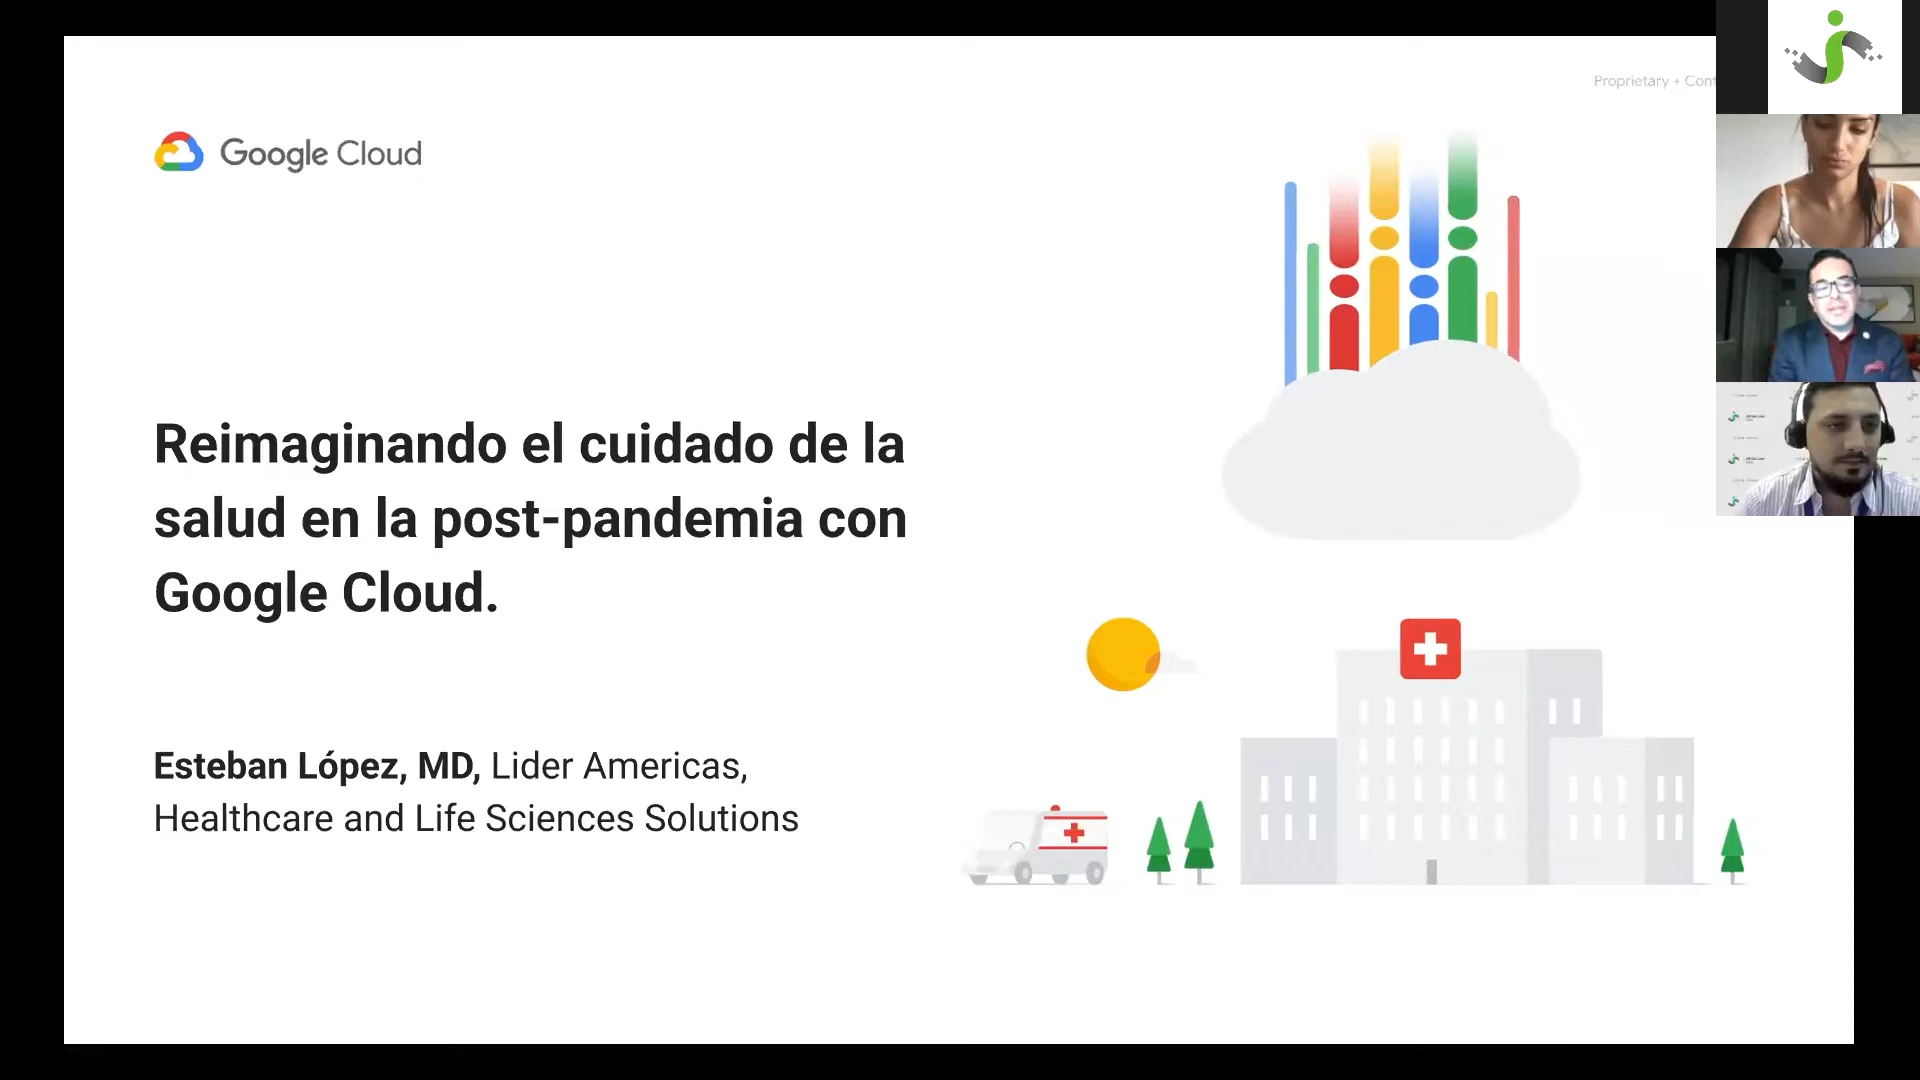 Proprietary +
Google Cloud
Reimaginando el cuidado de la
salud en la post-pandemia con
Google Cloud.
Esteban López, MD, Lider Americas,
Healthcare and Life Sciences Solutions